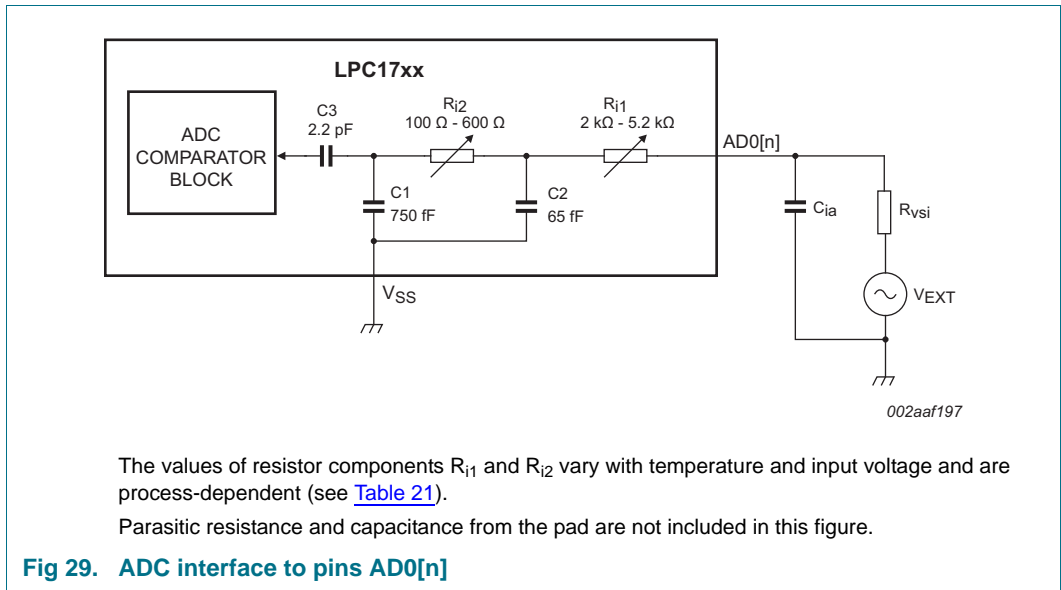 LPC17xx
ADC
COMPARATOR
BLOCK
C3
2.2 pF
Ri2
100 Ω - 600 Ω
Ri1
2 kΩ - 5.2 kΩ
AD0[n]
C1
750 fF
C2
65 fF
Cia
Rvsi
VSS
VEXT
002aaf197
The values of resistor components Ri1 and Ri2 vary with temperature and input voltage and are
process-dependent (see Table 21).
Parasitic resistance and capacitance from the pad are not included in this figure.
Fig 29. ADC interface to pins AD0[n]